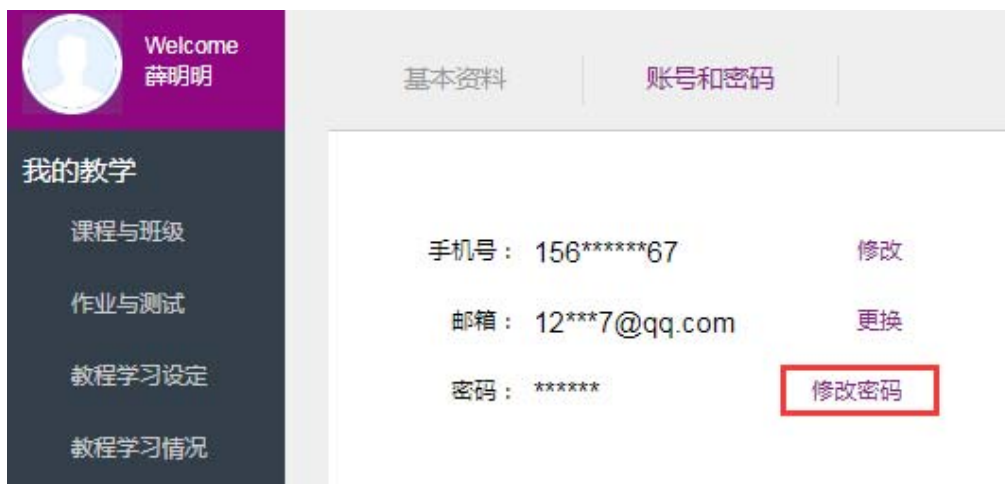 Welcome
薛明明
基本资料 账号和密码
我的教学
课程与班级
作业与测试
教程学习设定
教程学习情况
手机号： 156******67 修改
邮箱： 12***7@qq.com 更换
密码： ****** 修改密码